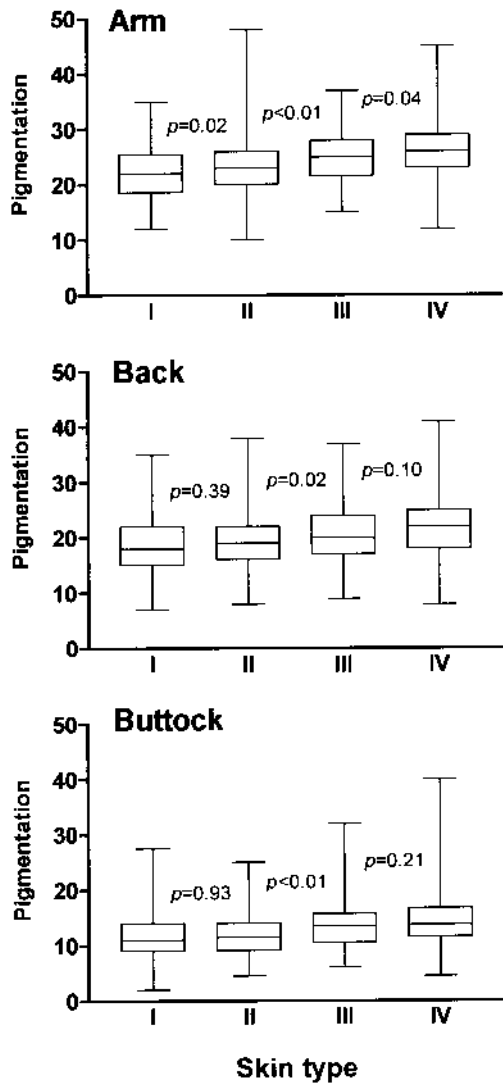 Arm
Pigmentation
50
40
30
20
10
0
p=0.02
p<0.01
p=0.04
I
II
III
IV
Back
Pigmentation
50
40
30
20
10
0
p=0.39
p=0.02
p=0.10
I
II
III
IV
Buttock
Pigmentation
50
40
30
20
10
0
p=0.93
p<0.01
p=0.21
I
II
III
IV
Skin type